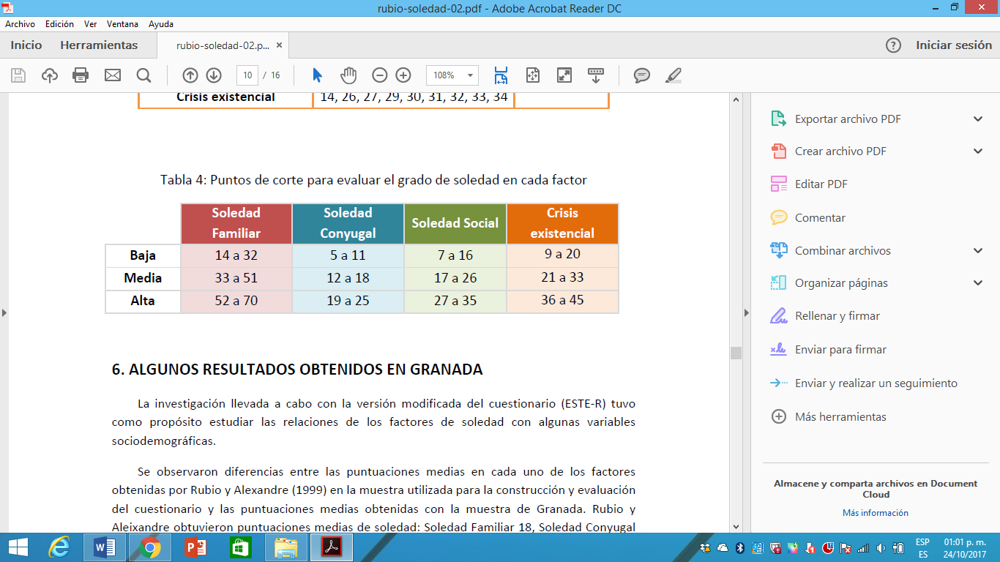 rubio-soledad-02.pdf - Adobe Acrobat Reader DC
Archivo Edición Ver Ventana Ayuda
Inicio Herramientas rubio-soledad-02.p... × Iniciar sesión
10 / 16 108%
Crisis existencial 14, 26, 27, 29, 30, 31, 32, 33, 34
Tabla 4: Puntos de corte para evaluar el grado de soledad en cada factor
Soledad Familiar Soledad Conyugal Soledad Social Crisis existencial
Baja 14 a 32 5 a 11 7 a 16 9 a 20
Media 33 a 51 12 a 18 17 a 26 21 a 33
Alta 52 a 70 19 a 25 27 a 35 36 a 45
6. ALGUNOS RESULTADOS OBTENIDOS EN GRANADA
La investigación llevada a cabo con la versión modificada del cuestionario (ESTE-R) tuvo
como propósito estudiar las relaciones de los factores de soledad con algunas variables
sociodemográficas.
Se observaron diferencias entre las puntuaciones medias en cada uno de los factores
obtenidas por Rubio y Alexandre (1999) en la muestra utilizada para la construcción y evaluación
del cuestionario y las puntuaciones medias obtenidas con la muestra de Granada. Rubio y
Aleixandre obtuvieron puntuaciones medias de soledad: Soledad Familiar 18, Soledad Conyugal
Exportar archivo PDF
Crear archivo PDF
Editar PDF
Comentar
Combinar archivos
Organizar páginas
Rellenar y firmar
Enviar para firmar
Enviar y realizar un seguimiento
Más herramientas
Almacene y comparta archivos en Document
Cloud
Más información
ESP 01:01 p. m.
ES 24/10/2017